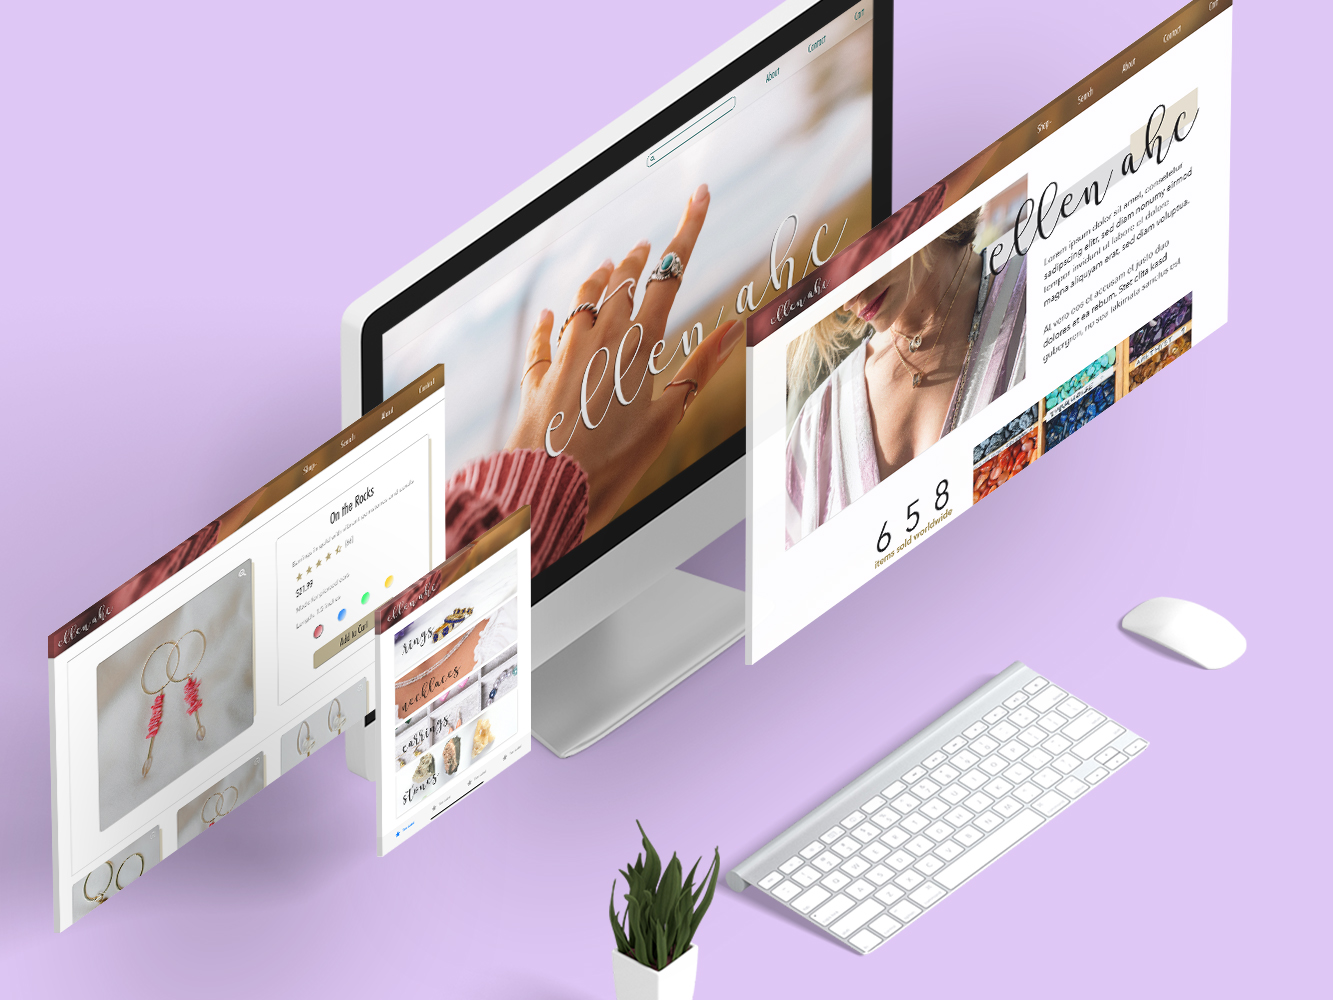 About
Contact
Cart
ellen ahc
ellen ahc
Shop
Search
About
Contact
Cart
ellen ahc
Lorem ipsum dolor sit amet, consetetur
sadipscing elitr, sed diam nonumy eirmod
tempor invidunt ut labore et dolore
magna aliquyam erat, sed diam voluptua.
At vero eos et accusam et justo duo
dolores et ea rebum. Stet clita kasd
gubergren, no sea takimata sanctus est
6 5 8
items sold worldwide
ellen ahc
Shop
Search
About
Contact
On the Rocks
$11.99
Add to Cart
ellen ahc
rings
necklaces
earrings
stones